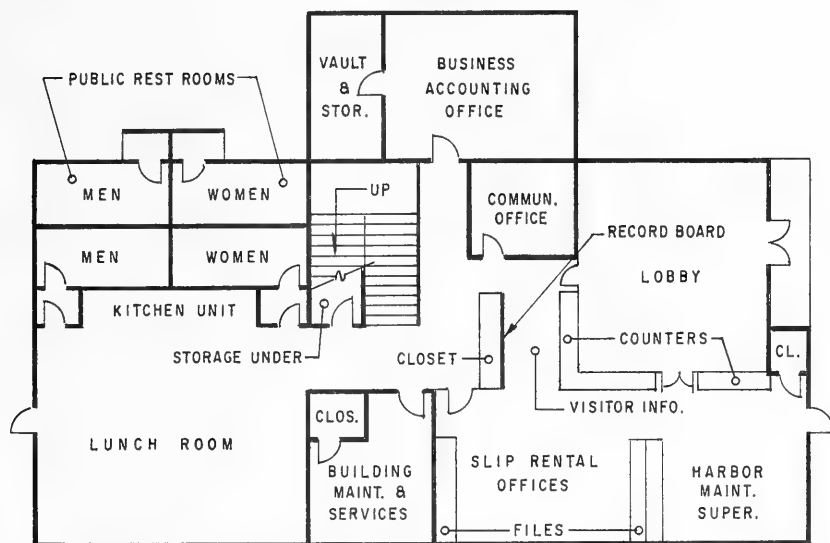 VAULT
&
STOR.
BUSINESS
ACCOUNTING
OFFICE
PUBLIC REST ROOMS
MEN
WOMEN
UP
COMMUN.
OFFICE
RECORD BOARD
MEN
WOMEN
LOBBY
KITCHEN UNIT
STORAGE UNDER
CLOSET
COUNTERS
CL.
VISITOR INFO.
CLOS.
LUNCH ROOM
BUILDING
MAINT. &
SERVICES
SLIP RENTAL
OFFICES
HARBOR
MAINT.
SUPER.
FILES